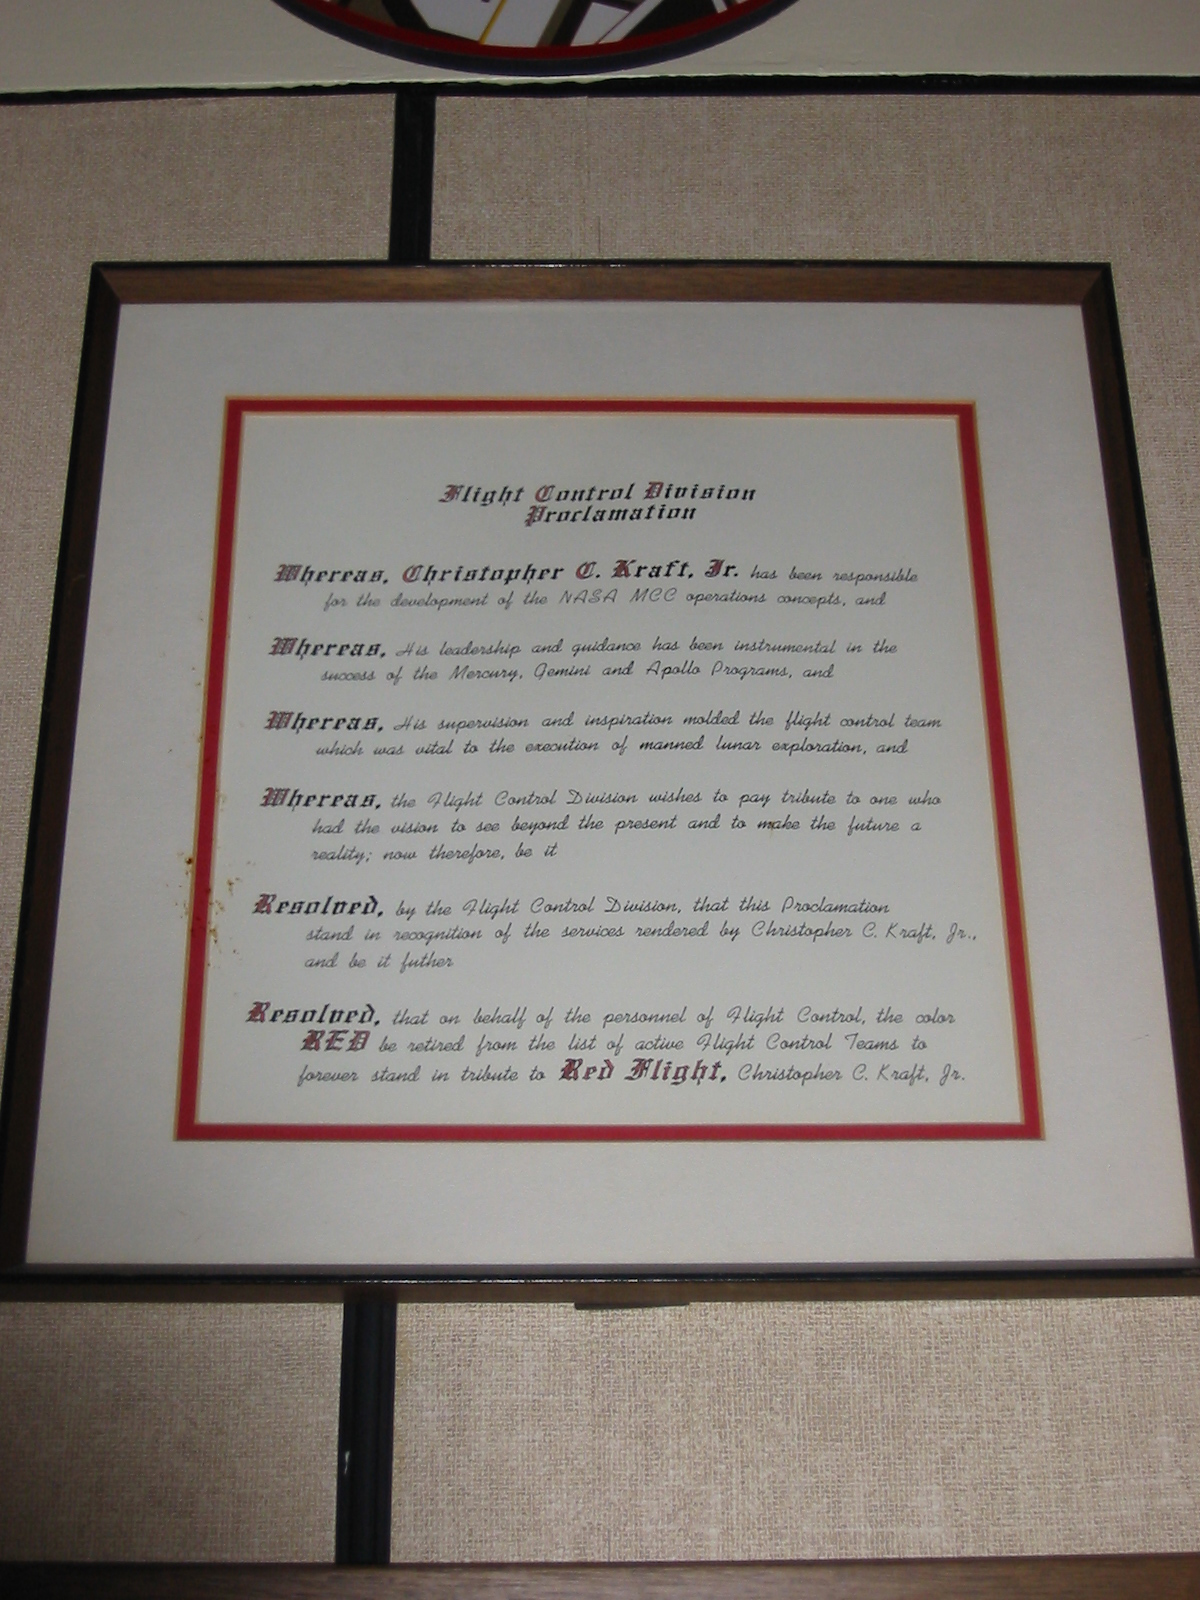 Flight Control Division
Proclamation
Whereas, Christopher C. Kraft, Jr. has been responsible
for the development of the NASA MCC operations concepts, and
Whereas, His leadership and guidance has been instrumental in the
success of the Mercury, Gemini and Apollo Programs, and
Whereas, His supervision and inspiration molded the flight control team
which was vital to the execution of manned lunar exploration, and
Whereas, the Flight Control Division wishes to pay tribute to one who
had the vision to see beyond the present and to make the future a
reality; now therefore, be it
Resolved, by the Flight Control Division, that this Proclamation
stand in recognition of the services rendered by Christopher C. Kraft, Jr.,
and be it futher
Resolved, that on behalf of the personnel of Flight Control, the color
RED be retired from the list of active Flight Control Teams to
forever stand in tribute to Red Flight, Christopher C. Kraft, Jr.